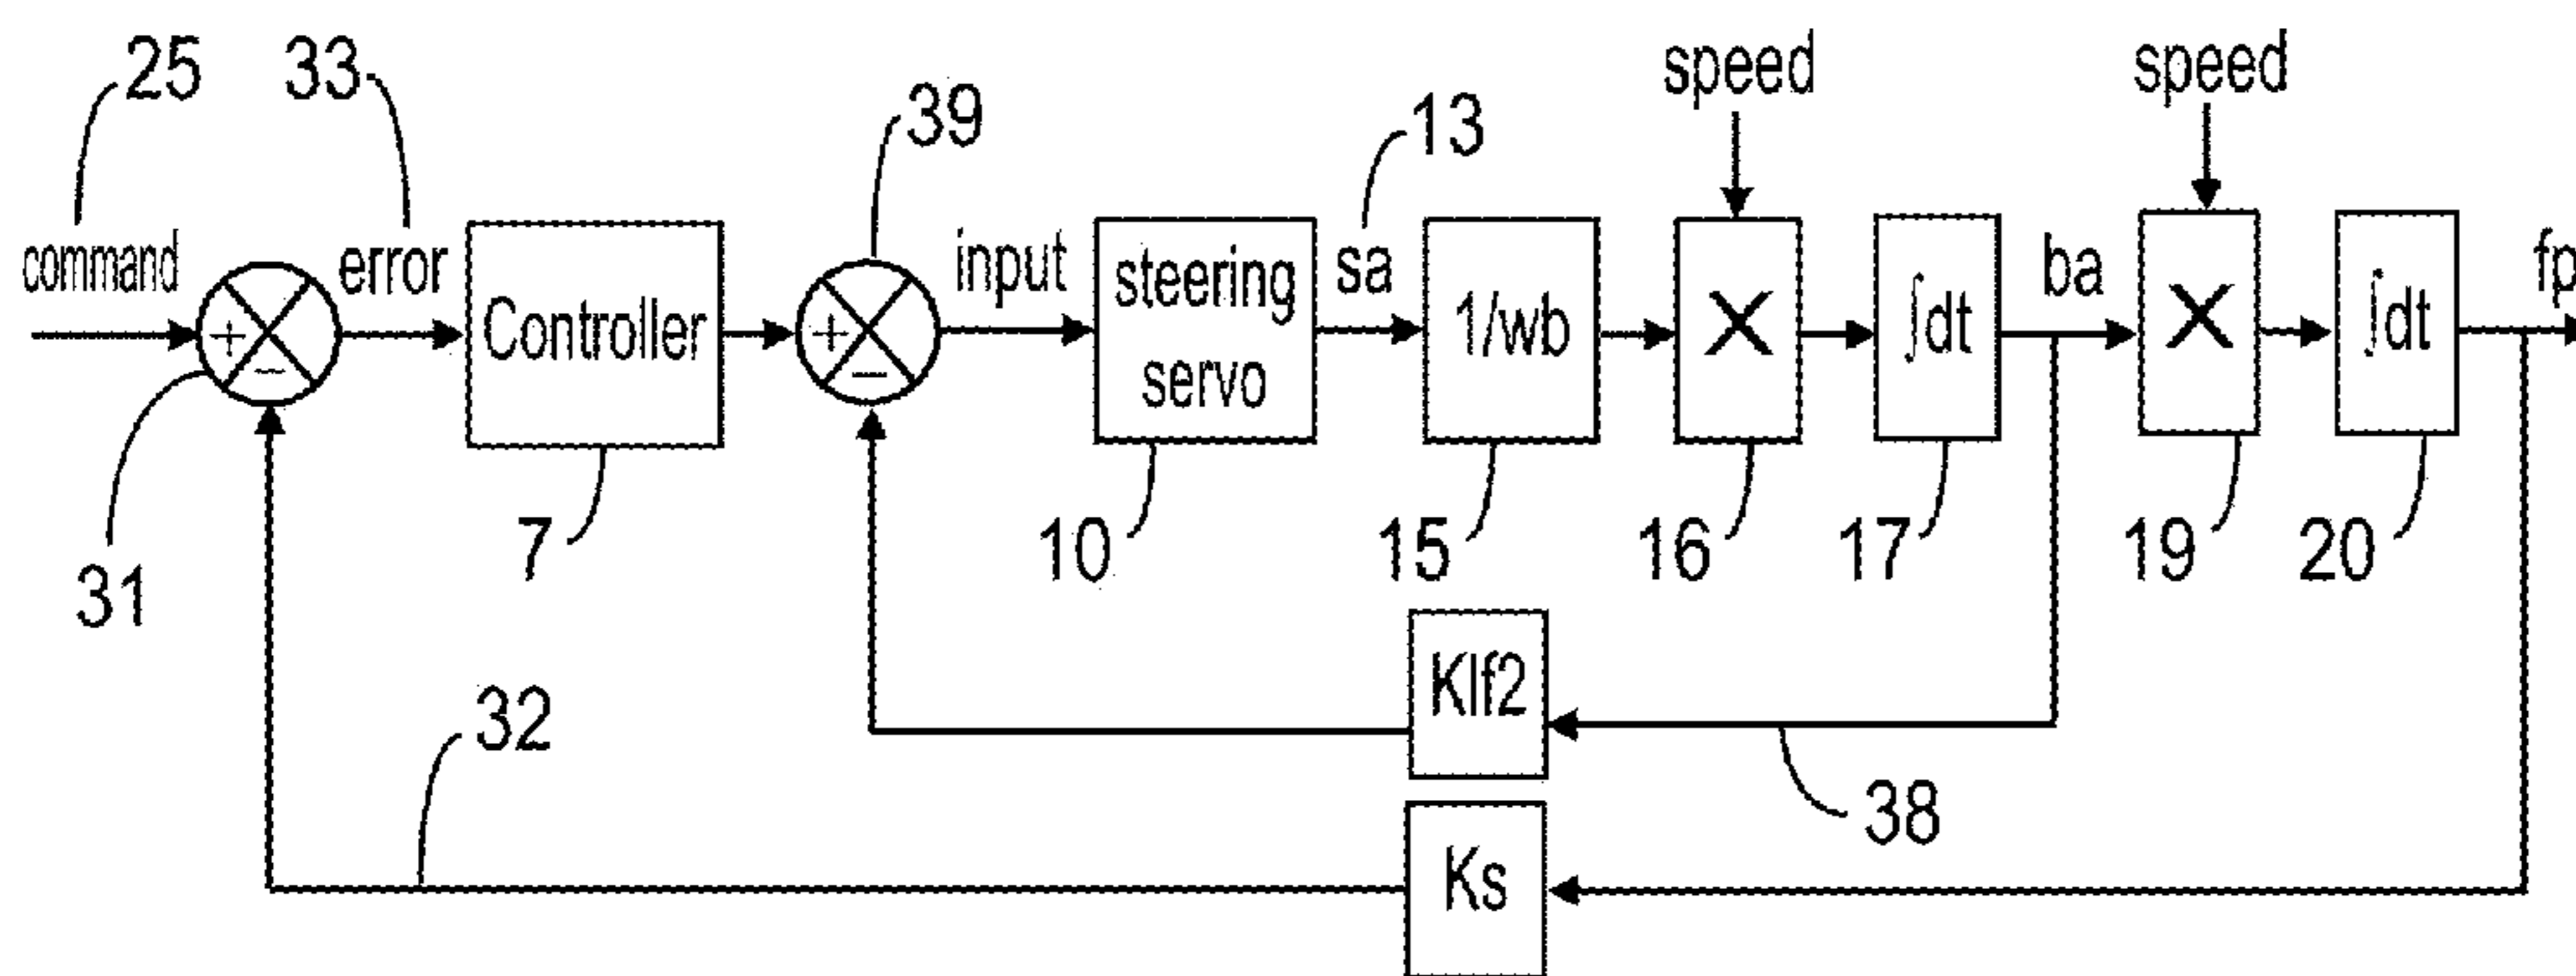 25
33
39
speed
speed
13
command
error
input
sa
ba
fp
+
−
Controller
+
−
steering
servo
1/wb
X
∫dt
X
∫dt
31
7
10
15
16
17
19
20
Klf2
32
38
Ks